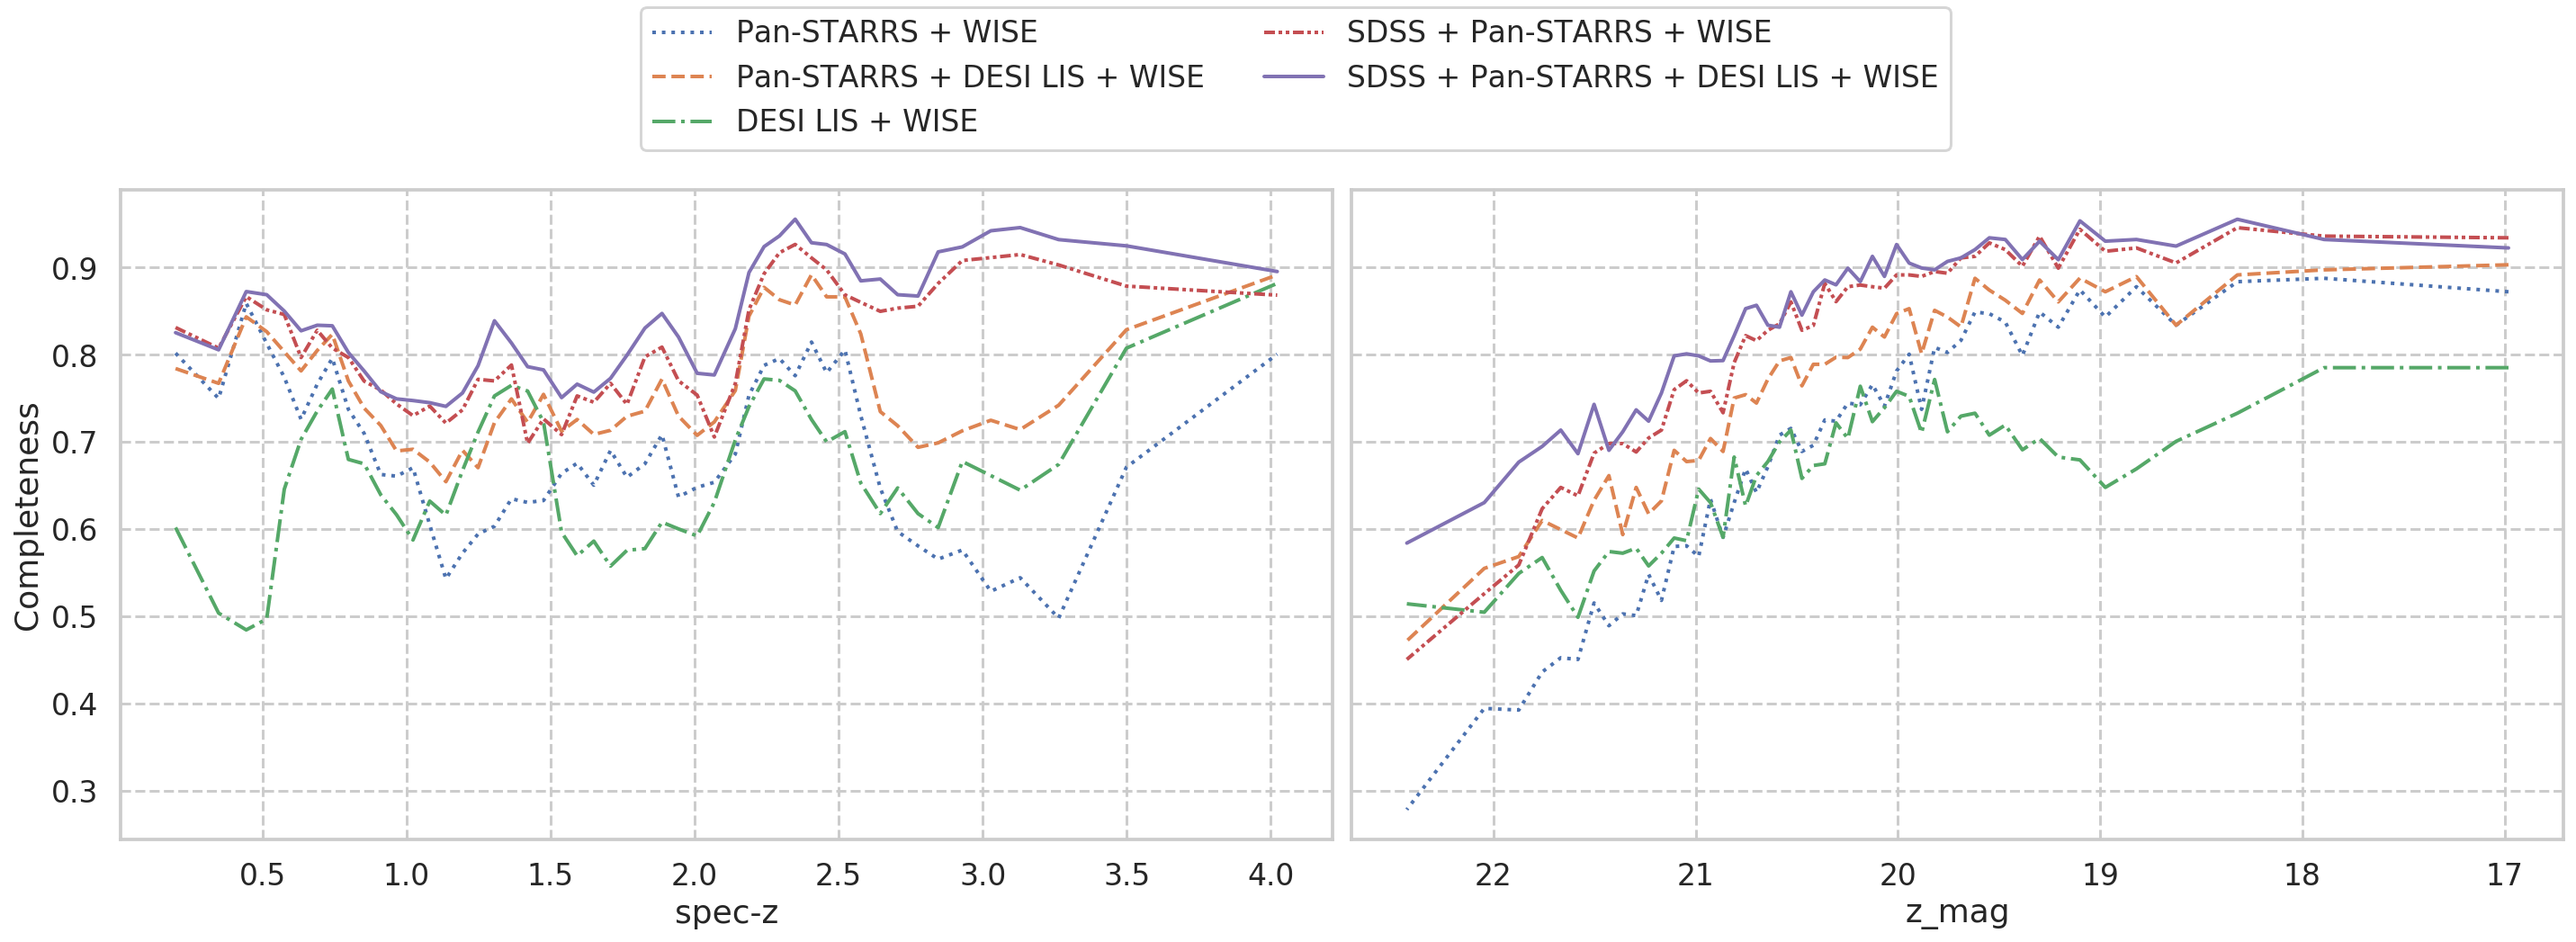 Pan-STARRS + WISE
Pan-STARRS + DESI LIS + WISE
DESI LIS + WISE
SDSS + Pan-STARRS + WISE
SDSS + Pan-STARRS + DESI LIS + WISE
Completeness
0.9
0.8
0.7
0.6
0.5
0.4
0.3
0.5 1.0 1.5 2.0 2.5 3.0 3.5 4.0
spec-z
22 21 20 19 18 17
z_mag